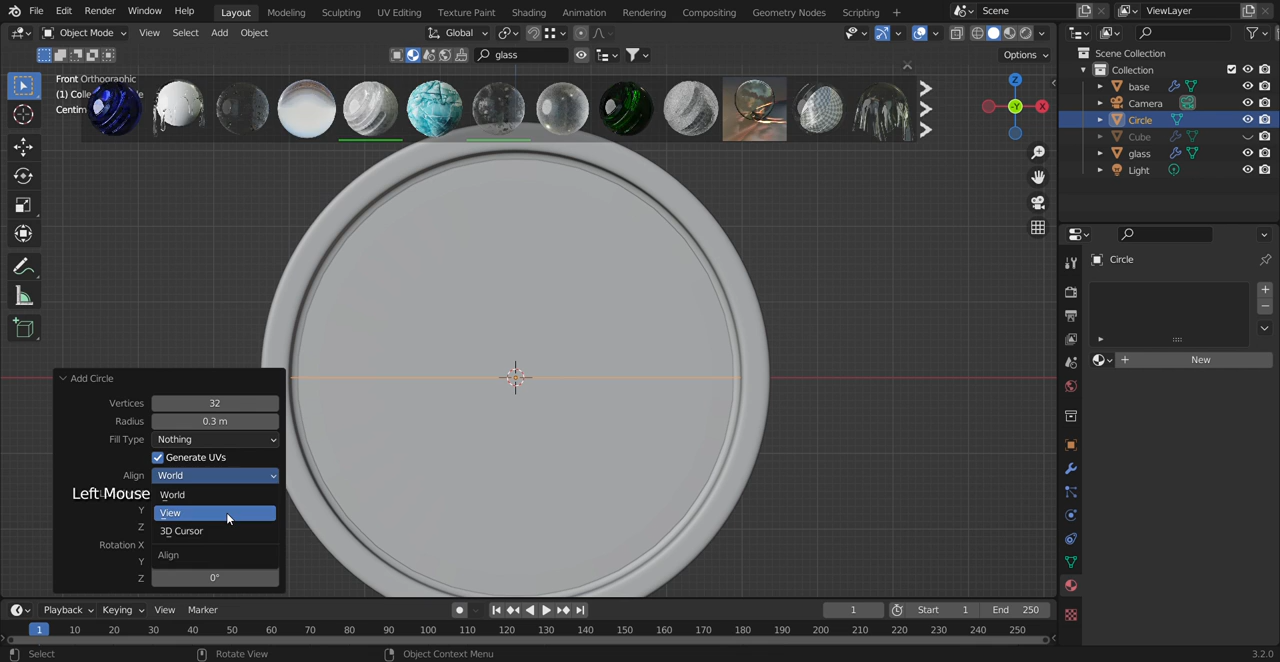 File Edit Render Window Help Layout Modeling Sculpting UV Editing Texture Paint Shading Animation Rendering Compositing Geometry Nodes Scripting + Scene ViewLayer
Object Mode View Select Add Object Global
glass Options
Front Orthographic
(1) Colle
Centim
Z
X
-Y
Scene Collection
Collection
base
Camera
Circle
Cube
glass
Light
Circle
New
Add Circle
Vertices 32
Radius 0.3 m
Fill Type Nothing
Generate UVs
Align World
Left Mouse World
Y View
Z 3D Cursor
Rotation X
Y Align
Z 0°
Playback Keying View Marker 1 Start 1 End 250
1 10 20 30 40 50 60 70 80 90 100 110 120 130 140 150 160 170 180 190 200 210 220 230 240 250
Select Rotate View Object Context Menu 3.2.0